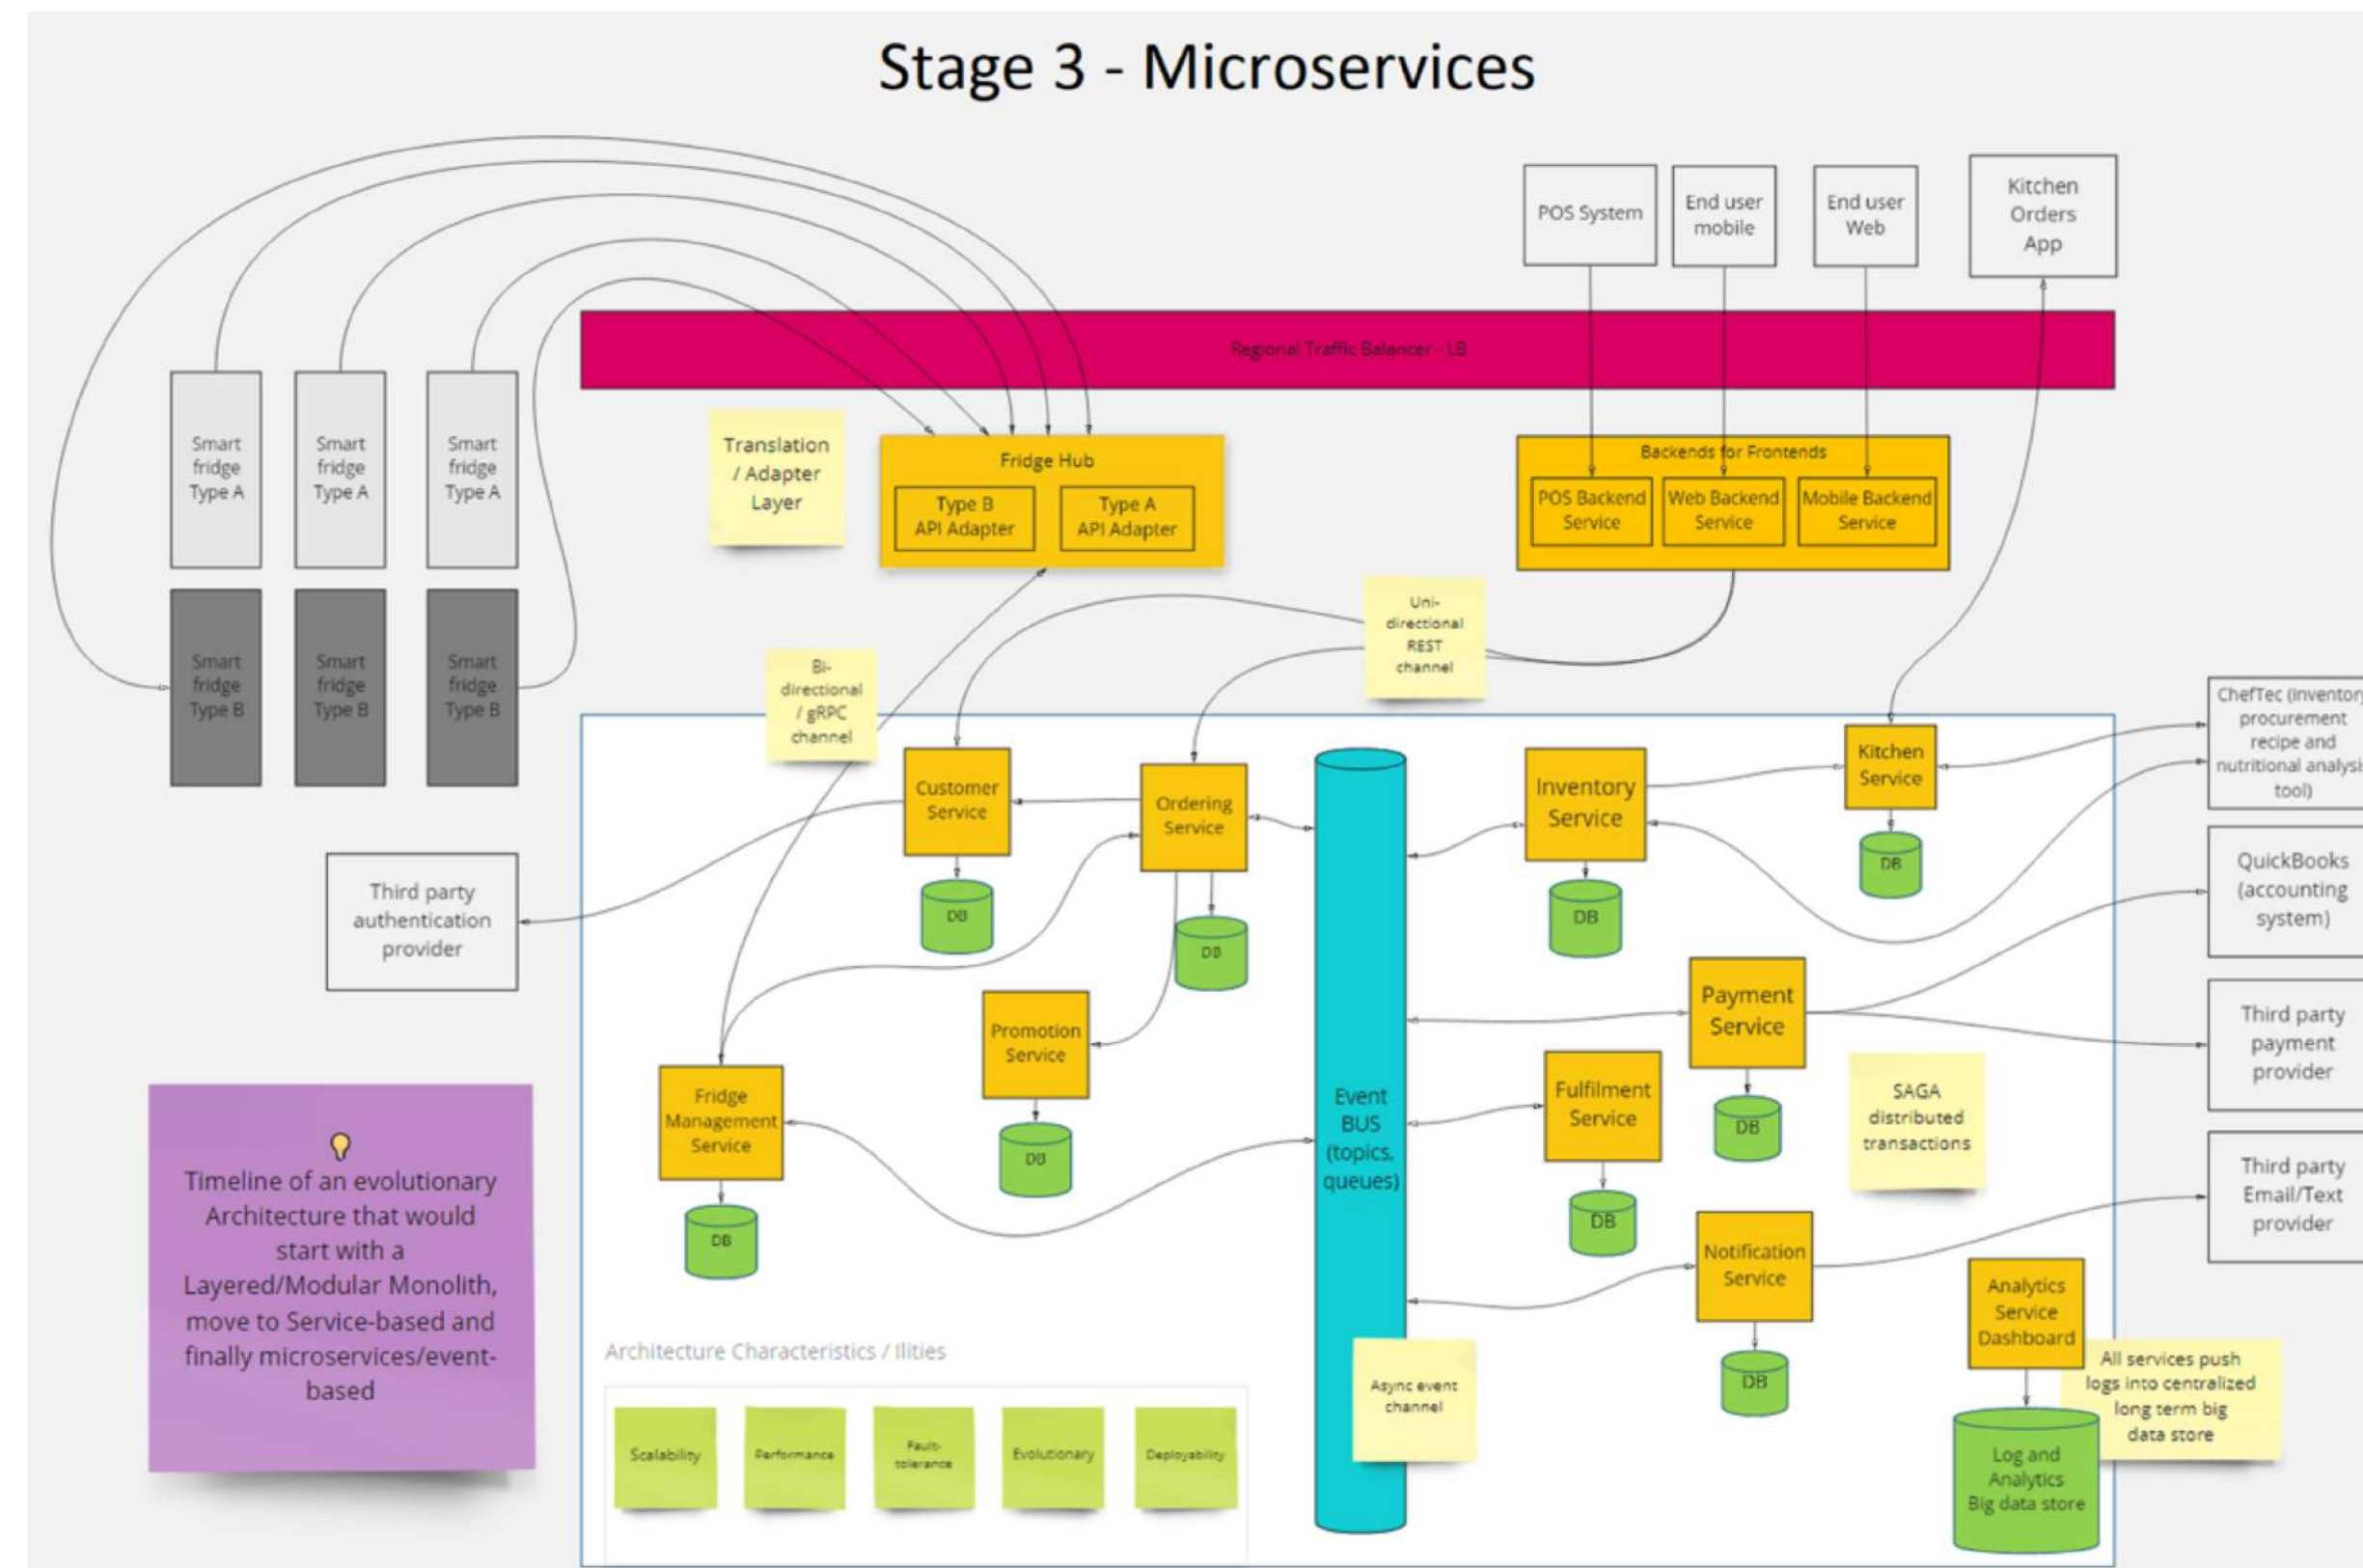 Stage 3 - Microservices
POS System
End user
mobile
End user
Web
Kitchen
Orders
App
Regional Traffic Balancer - LB
Smart
fridge
Type A
Smart
fridge
Type A
Smart
fridge
Type A
Smart
fridge
Type B
Smart
fridge
Type B
Smart
fridge
Type B
Translation
/ Adapter
Layer
Fridge Hub
Type B
API Adapter
Type A
API Adapter
Backends for Frontends
POS Backend
Service
Web Backend
Service
Mobile Backend
Service
Uni-
directional
REST
channel
Bi-
directional
/ gRPC
channel
Customer
Service
DB
Ordering
Service
DB
Third party
authentication
provider
Promotion
Service
DB
Fridge
Management
Service
DB
Event
BUS
(topics,
queues)
Inventory
Service
DB
Kitchen
Service
DB
Payment
Service
DB
Fulfilment
Service
DB
SAGA
distributed
transactions
Notification
Service
DB
Analytics
Service
Dashboard
All services push
logs into centralized
long term big
data store
Log and
Analytics
Big data store
Async event
channel
ChefTec (inventory
procurement
recipe and
nutritional analysis
tool)
QuickBooks
(accounting
system)
Third party
payment
provider
Third party
Email/Text
provider
Timeline of an evolutionary
Architecture that would
start with a
Layered/Modular Monolith,
move to Service-based and
finally microservices/event-
based
Architecture Characteristics / Ilities
Scalability
Performance
Fault-
tolerance
Evolutionary
Deployability